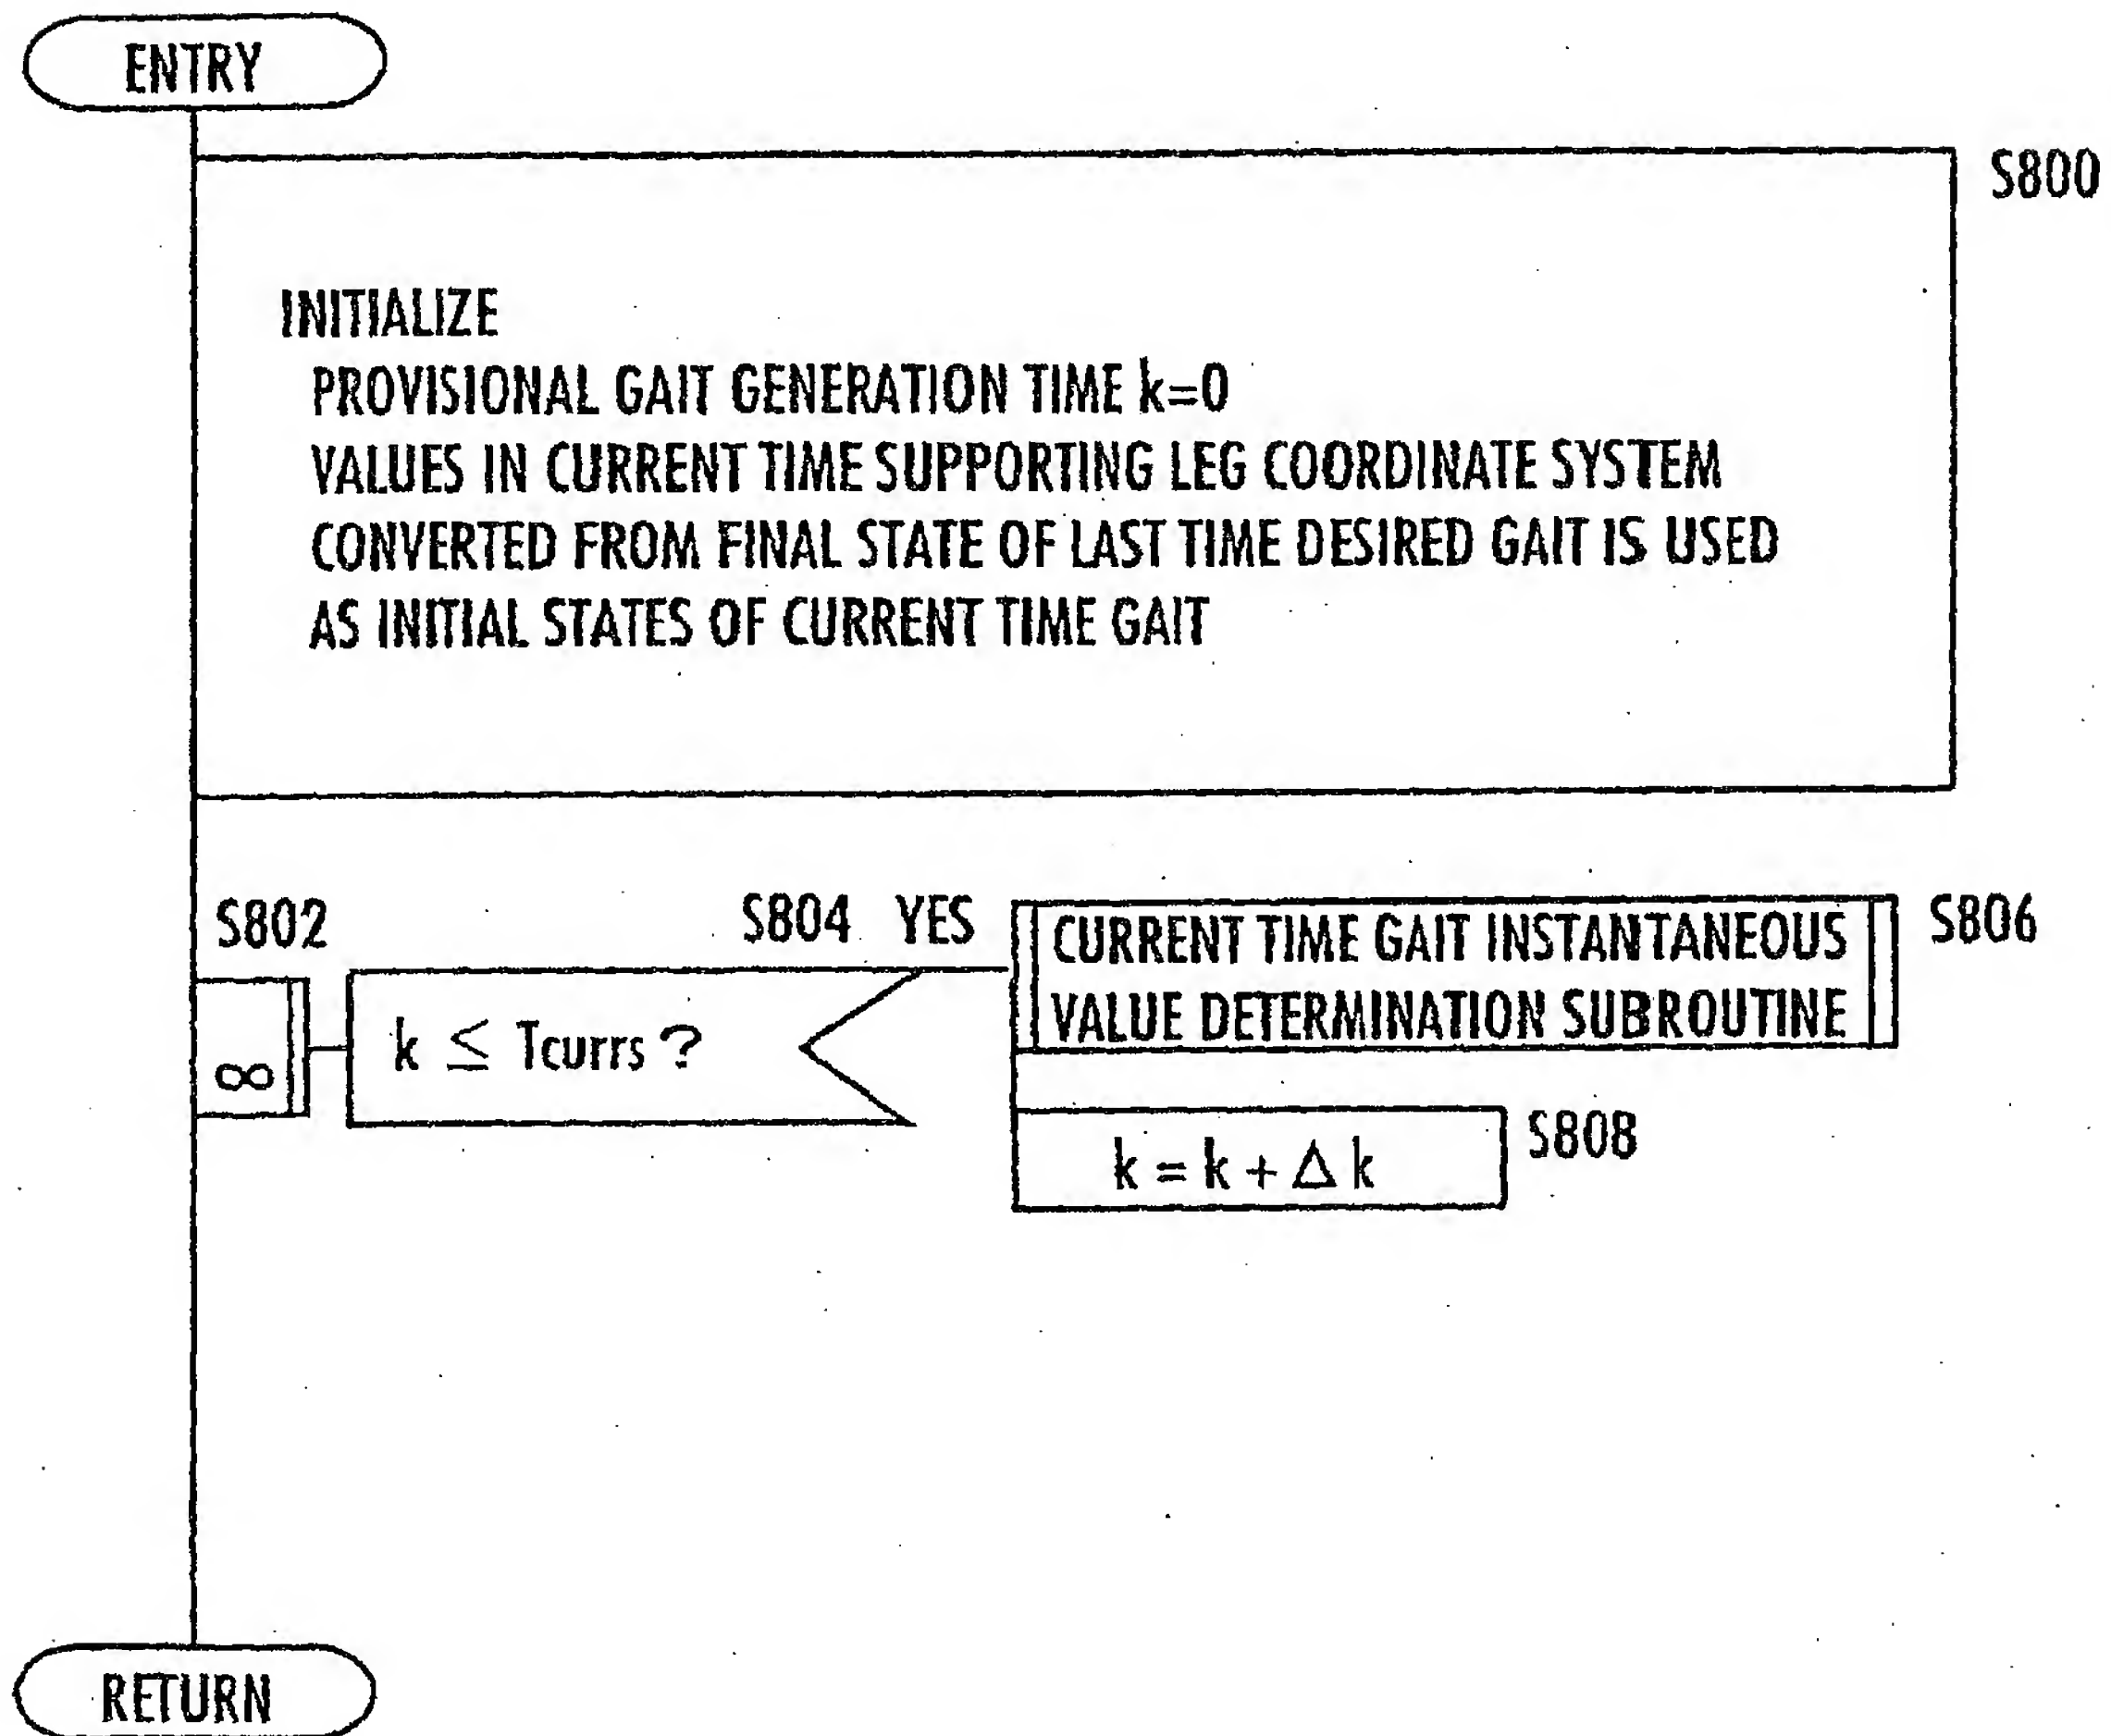 ENTRY
S800
INITIALIZE
PROVISIONAL GAIT GENERATION TIME k=0
VALUES IN CURRENT TIME SUPPORTING LEG COORDINATE SYSTEM
CONVERTED FROM FINAL STATE OF LAST TIME DESIRED GAIT IS USED
AS INITIAL STATES OF CURRENT TIME GAIT
S802
∞
S804 YES
k ≤ Tcurrs ?
S806
CURRENT TIME GAIT INSTANTANEOUS
VALUE DETERMINATION SUBROUTINE
S808
k = k + Δ k
RETURN